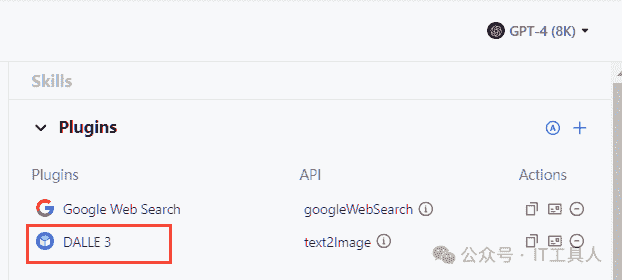 GPT-4 (8K)
Skills
Plugins
Plugins API Actions
Google Web Search googleWebSearch
DALLE 3 text2Image
公众号 · IT工具人